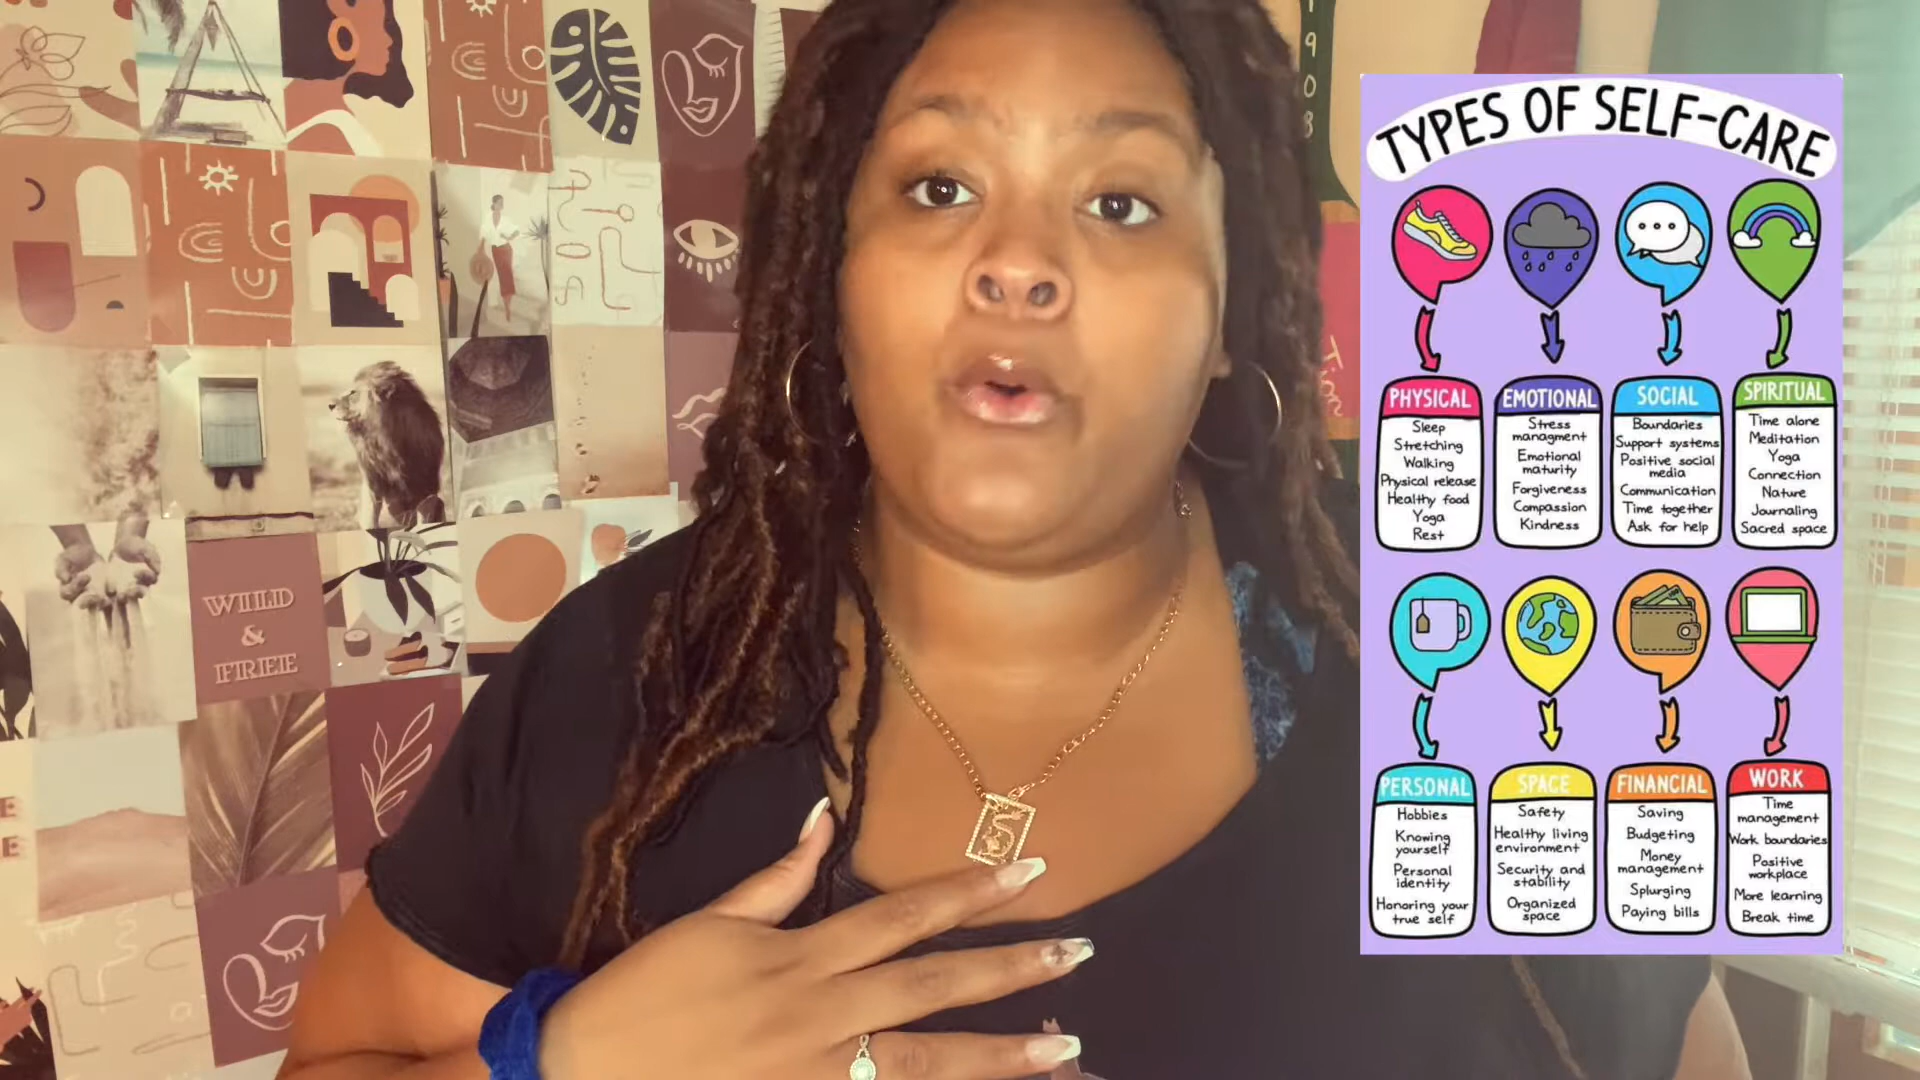 1
9
0
8
WILD
&
FREE
TYPES OF SELF-CARE
PHYSICAL
Sleep
Stretching
Walking
Physical release
Healthy food
Yoga
Rest
EMOTIONAL
Stress
managment
Emotional
maturity
Forgiveness
Compassion
Kindness
SOCIAL
Boundaries
Support systems
Positive social
media
Communication
Time together
Ask for help
SPIRITUAL
Time alone
Meditation
Yoga
Connection
Nature
Journaling
Sacred space
PERSONAL
Hobbies
Knowing
yourself
Personal
identity
Honoring your
true self
SPACE
Safety
Healthy living
environment
Security and
stability
Organized
space
FINANCIAL
Saving
Budgeting
Money
management
Splurging
Paying bills
WORK
Time
management
Work boundaries
Positive
workplace
More learning
Break time